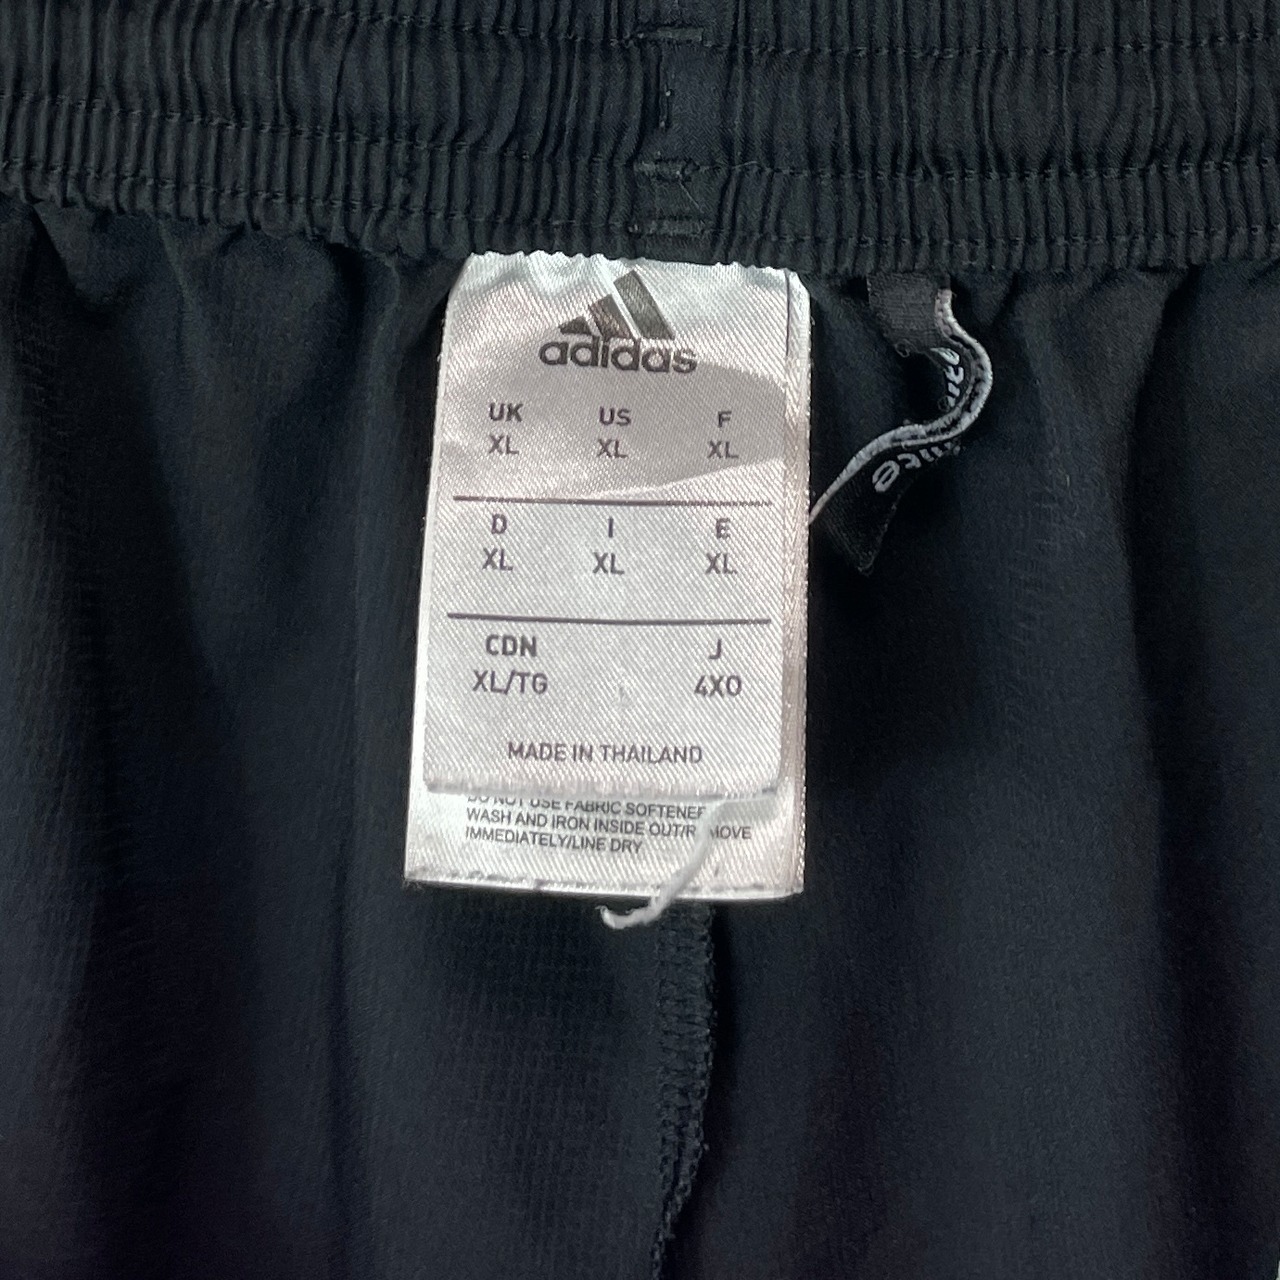 adidas
UK US F
XL XL XL
D I E
XL XL XL
CDN J
XL/TG 4XO
MADE IN THAILAND
DO NOT USE FABRIC SOFTENER
WASH AND IRON INSIDE OUT/R MOVE
IMMEDIATELY/LINE DRY